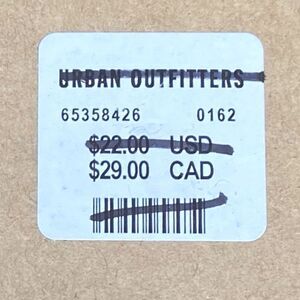 URBAN OUTFITTERS
65358426 0162
$22.00 USD
$29.00 CAD